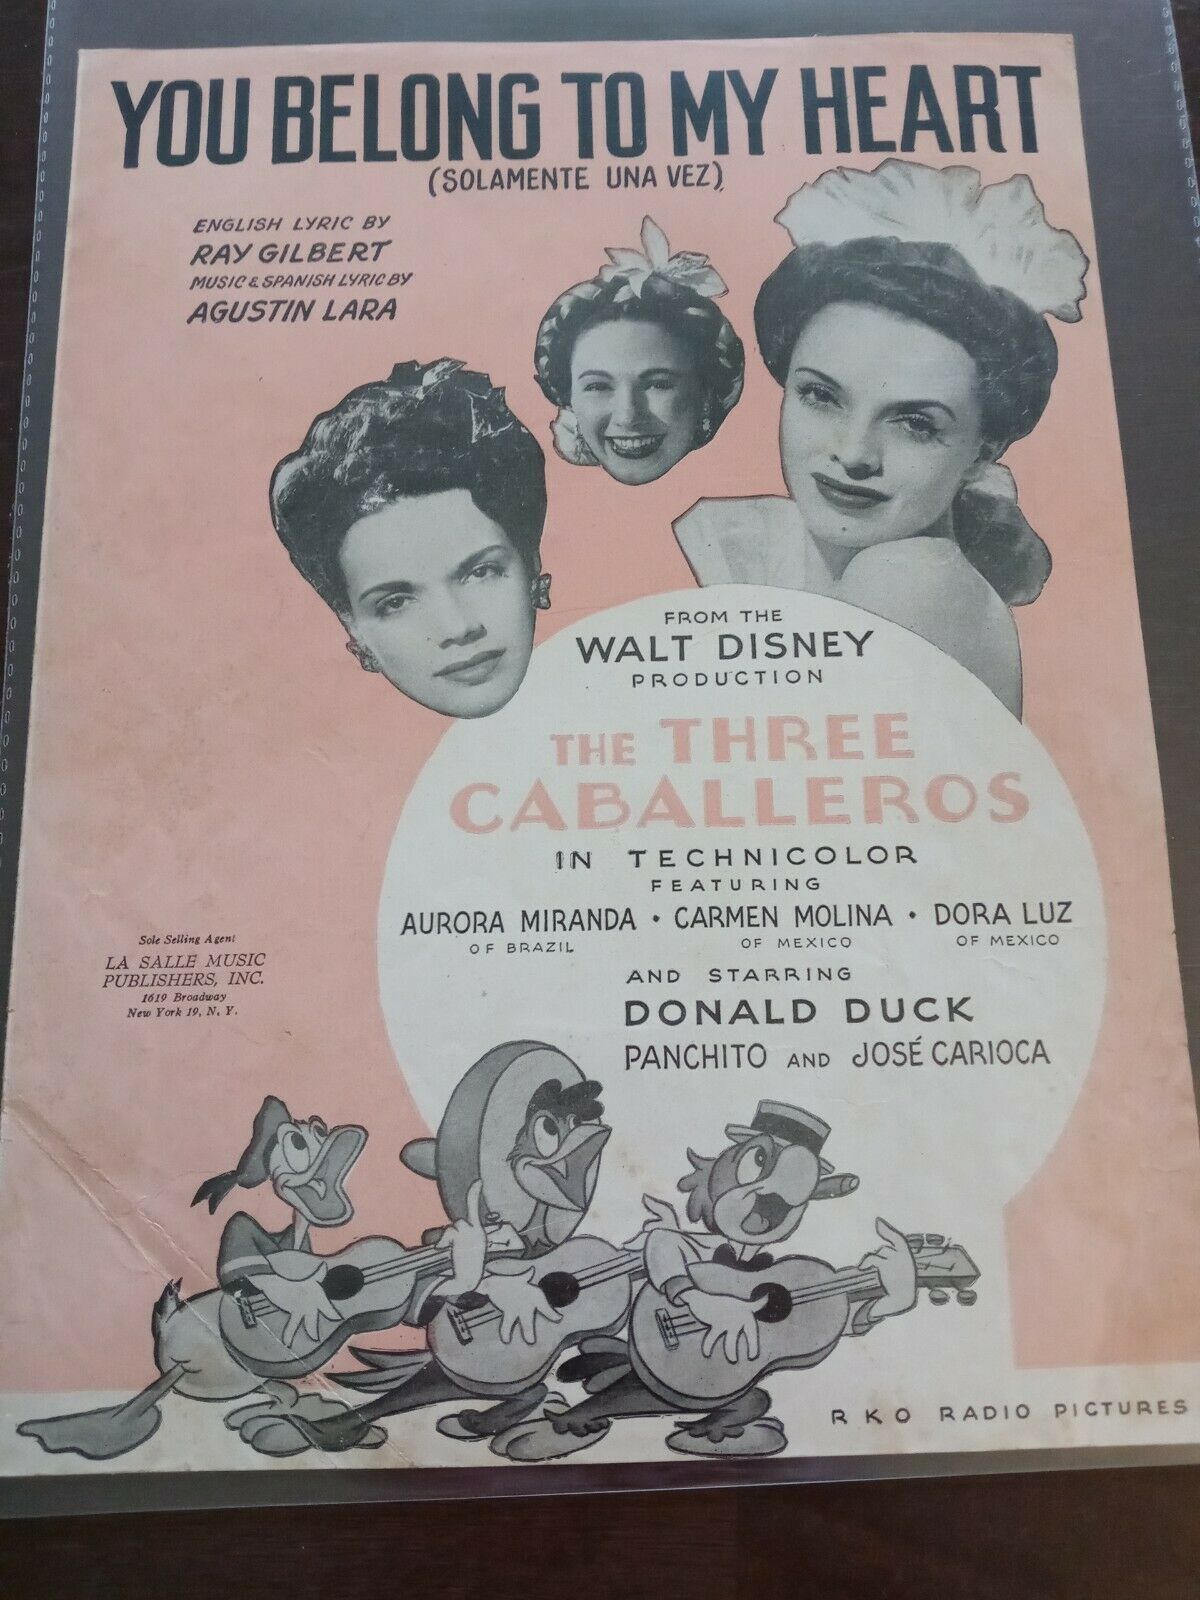 YOU BELONG TO MY HEART
(SOLAMENTE UNA VEZ)
ENGLISH LYRIC BY
RAY GILBERT
MUSIC & SPANISH LYRIC BY
AGUSTIN LARA
FROM THE
WALT DISNEY
PRODUCTION
THE THREE
CABALLEROS
IN TECHNICOLOR
FEATURING
AURORA MIRANDA • CARMEN MOLINA • DORA LUZ
OF BRAZIL OF MEXICO OF MEXICO
AND STARRING
DONALD DUCK
PANCHITO AND JOSÉ CARIOCA
Sole Selling Agent
LA SALLE MUSIC
PUBLISHERS, INC.
1619 Broadway
New York 19, N. Y.
RKO RADIO PICTURES